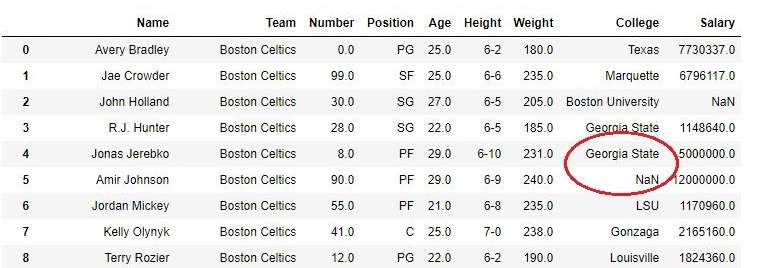 Name Team Number Position Age Height Weight College Salary
0 Avery Bradley Boston Celtics 0.0 PG 25.0 6-2 180.0 Texas 7730337.0
1 Jae Crowder Boston Celtics 99.0 SF 25.0 6-6 235.0 Marquette 6796117.0
2 John Holland Boston Celtics 30.0 SG 27.0 6-5 205.0 Boston University NaN
3 R.J. Hunter Boston Celtics 28.0 SG 22.0 6-5 185.0 Georgia State 1148640.0
4 Jonas Jerebko Boston Celtics 8.0 PF 29.0 6-10 231.0 Georgia State 5000000.0
5 Amir Johnson Boston Celtics 90.0 PF 29.0 6-9 240.0 NaN 12000000.0
6 Jordan Mickey Boston Celtics 55.0 PF 21.0 6-8 235.0 LSU 1170960.0
7 Kelly Olynyk Boston Celtics 41.0 C 25.0 7-0 238.0 Gonzaga 2165160.0
8 Terry Rozier Boston Celtics 12.0 PG 22.0 6-2 190.0 Louisville 1824360.0